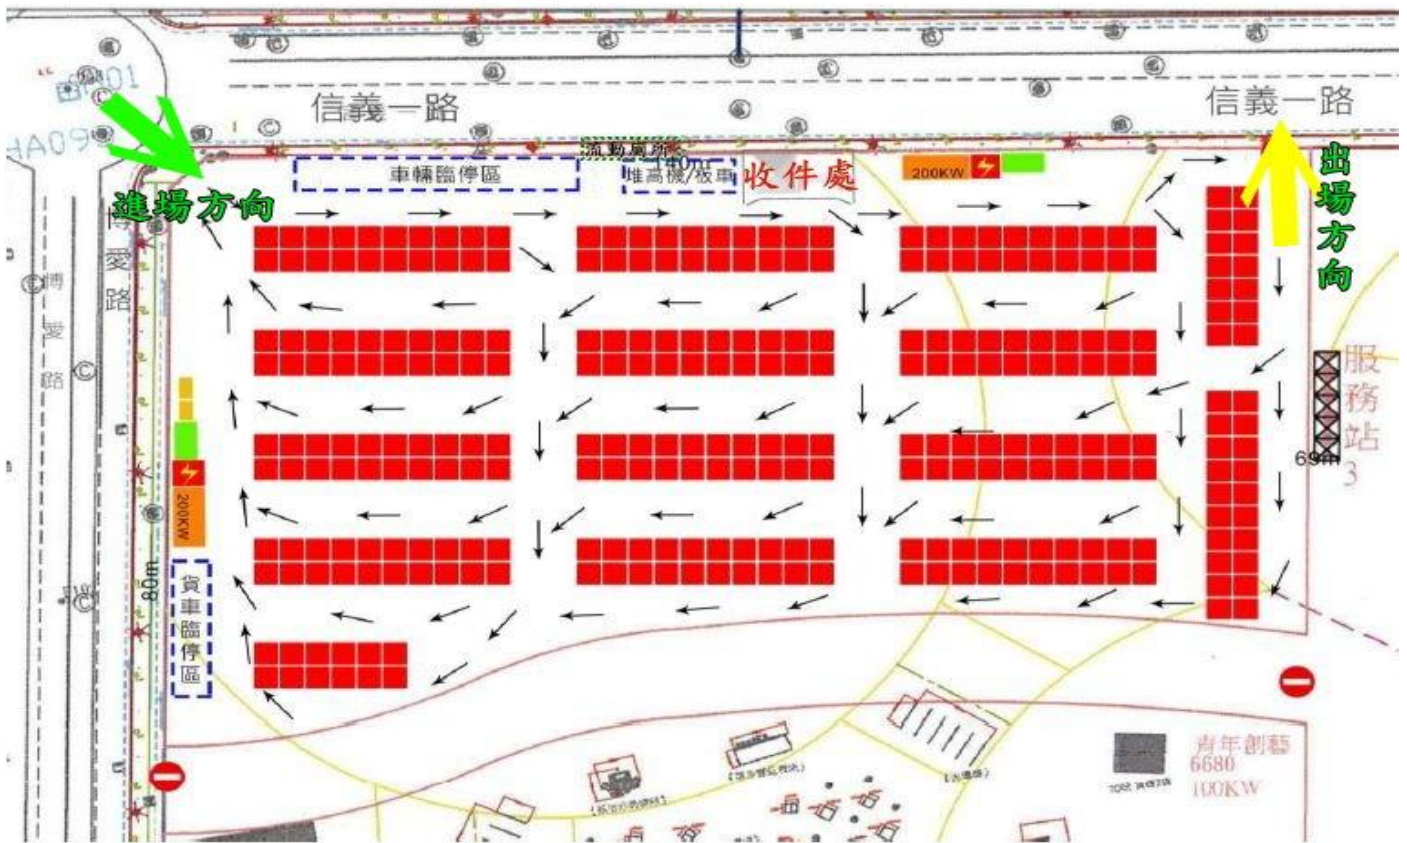 信義一路
信義一路
流動廁所
140m
車輛臨停區
堆高機/板車
收件處
200KW
出場方向
進場方向
博愛路
博愛路
服務站3
69m
200KW
80m
貨車臨停區
青年創藝
6680
100KW